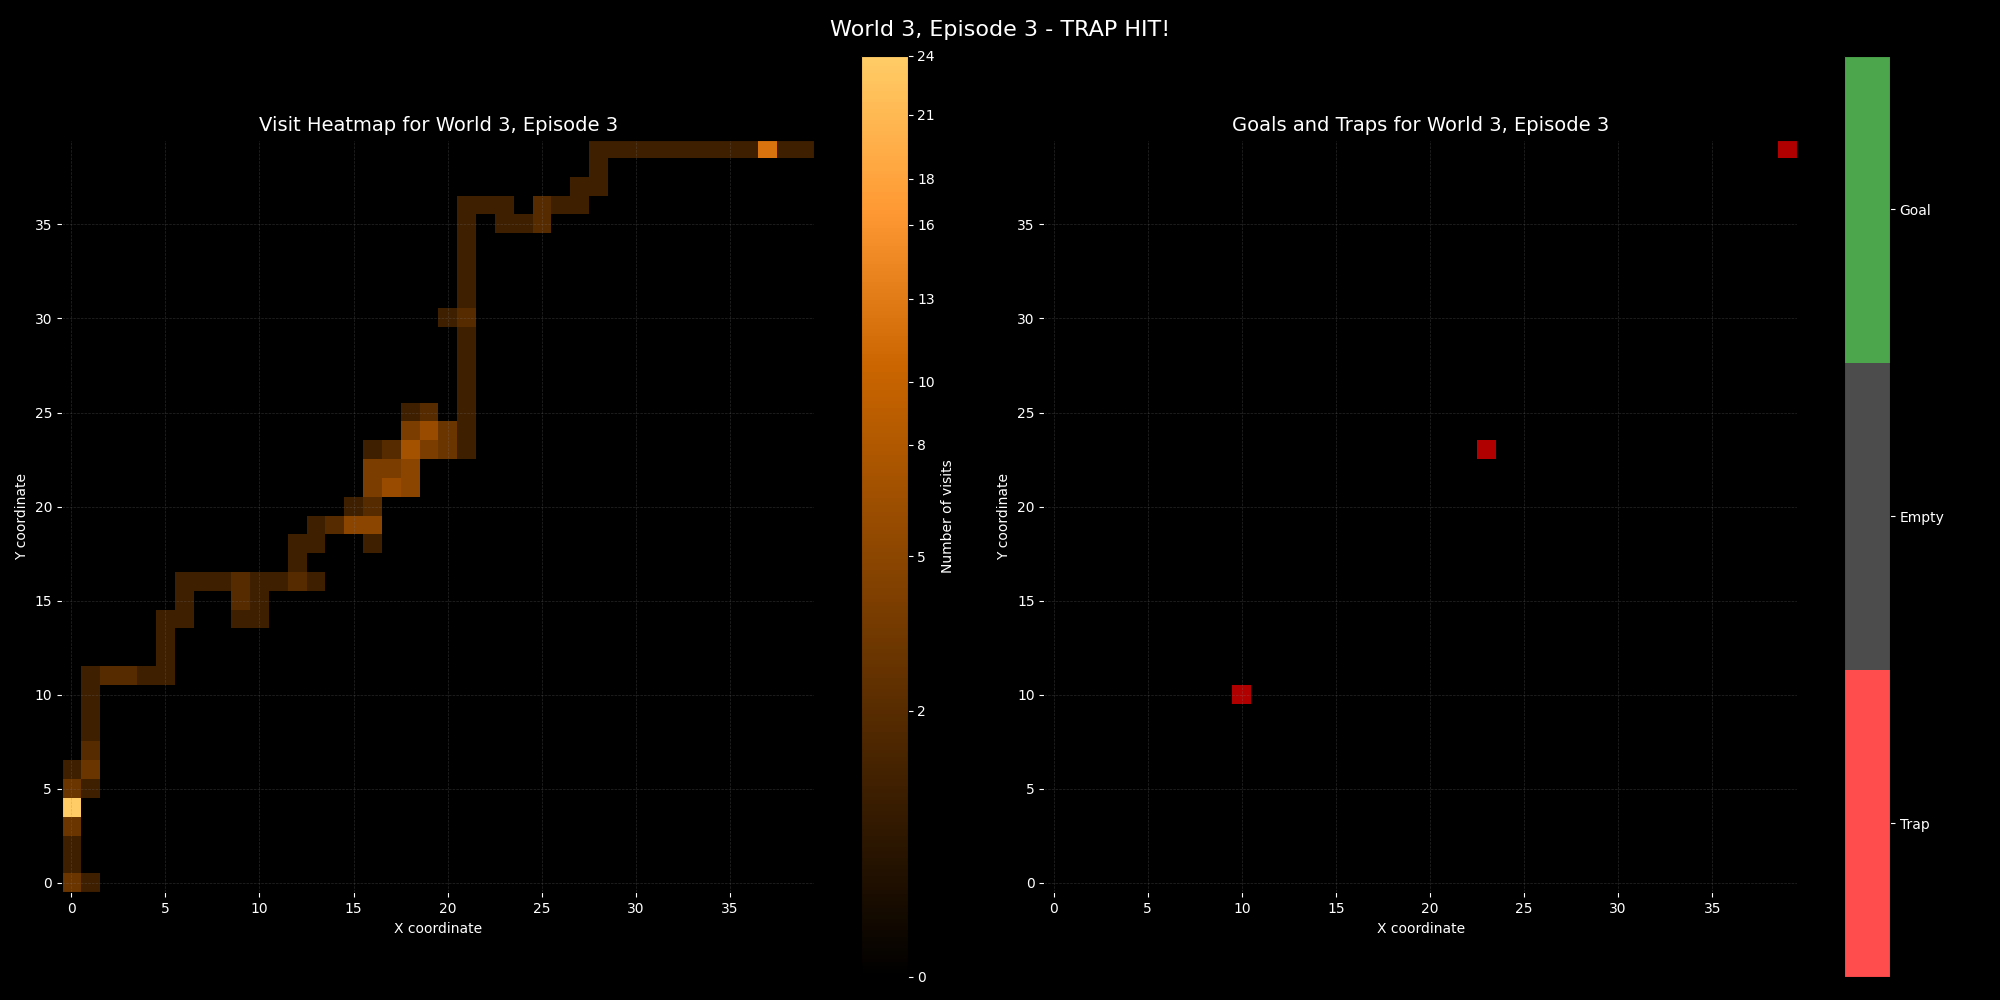 World 3, Episode 3 - TRAP HIT!
Visit Heatmap for World 3, Episode 3
35
30
25
20
15
10
5
0
0 5 10 15 20 25 30 35
X coordinate
Y coordinate
24
21
18
16
13
10
8
5
2
0
Number of visits
Goals and Traps for World 3, Episode 3
35
30
25
20
15
10
5
0
0 5 10 15 20 25 30 35
X coordinate
Y coordinate
Goal
Empty
Trap